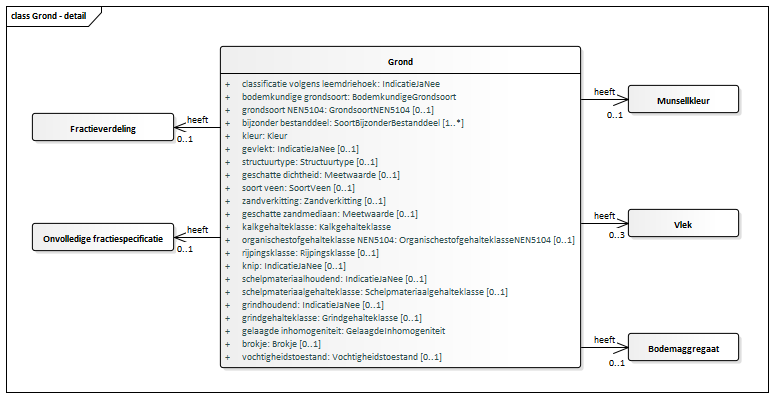 class Grond - detail
Grond
+ classificatie volgens leemdriehoek: IndicatieJaNee
+ bodemkundige grondsoort: BodemkundigeGrondsoort
+ grondsoort NEN5104: GrondsoortNEN5104 [0..1]
+ bijzonder bestanddeel: SoortBijzonderBestanddeel [1..*]
+ kleur: Kleur
+ gevlekt: IndicatieJaNee [0..1]
+ structuurtype: Structuurtype [0..1]
+ geschatte dichtheid: Meetwaarde [0..1]
+ soort veen: SoortVeen [0..1]
+ zandverkitting: Zandverkitting [0..1]
+ geschatte zandmediaan: Meetwaarde [0..1]
+ kalkgehalteklasse: Kalkgehalteklasse
+ organischestofgehalteklasse NEN5104: OrganischestofgehalteklasseNEN5104 [0..1]
+ rijpingsklasse: Rijpingsklasse [0..1]
+ knip: IndicatieJaNee [0..1]
+ schelpmateriaalhoudend: IndicatieJaNee [0..1]
+ schelpmateriaalgehalteklasse: Schelpmateriaalgehalteklasse [0..1]
+ grindhoudend: IndicatieJaNee [0..1]
+ grindgehalteklasse: Grindgehalteklasse [0..1]
+ gelaagde inhomogeniteit: GelaagdeInhomogeniteit
+ brokje: Brokje [0..1]
+ vochtigheidstoestand: Vochtigheidstoestand [0..1]
Fractieverdeling
heeft
0..1
Onvolledige fractiespecificatie
heeft
0..1
heeft
0..1
Munsellkleur
heeft
0..3
Vlek
heeft
0..1
Bodemaggregaat